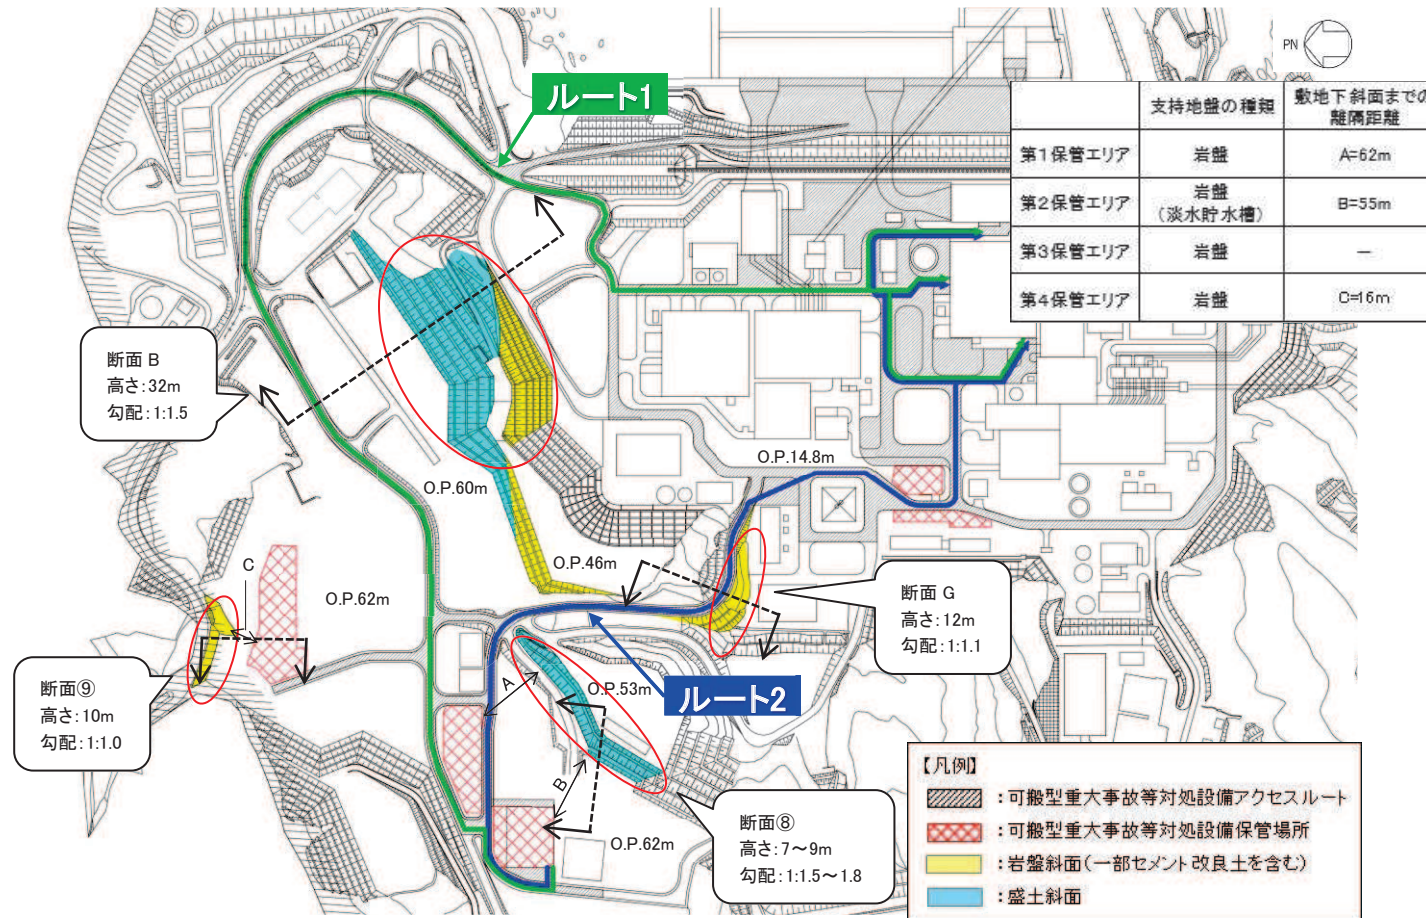 PN
ルート1
支持地盤の種類
敷地下斜面までの
離隔距離
第1保管エリア
岩盤
A=62m
第2保管エリア
岩盤
(淡水貯水槽)
B=55m
第3保管エリア
岩盤
－
第4保管エリア
岩盤
C=16m
断面 B
高さ:32m
勾配:1:1.5
O.P.60m
O.P.14.8m
O.P.46m
C
O.P.62m
断面 G
高さ:12m
勾配:1:1.1
断面⑨
高さ:10m
勾配:1:1.0
A
O.P.53m
ルート2
B
O.P.62m
断面⑧
高さ:7～9m
勾配:1:1.5～1.8
【凡例】
:可搬型重大事故等対処設備アクセスルート
:可搬型重大事故等対処設備保管場所
:岩盤斜面(一部セメント改良土を含む)
:盛土斜面